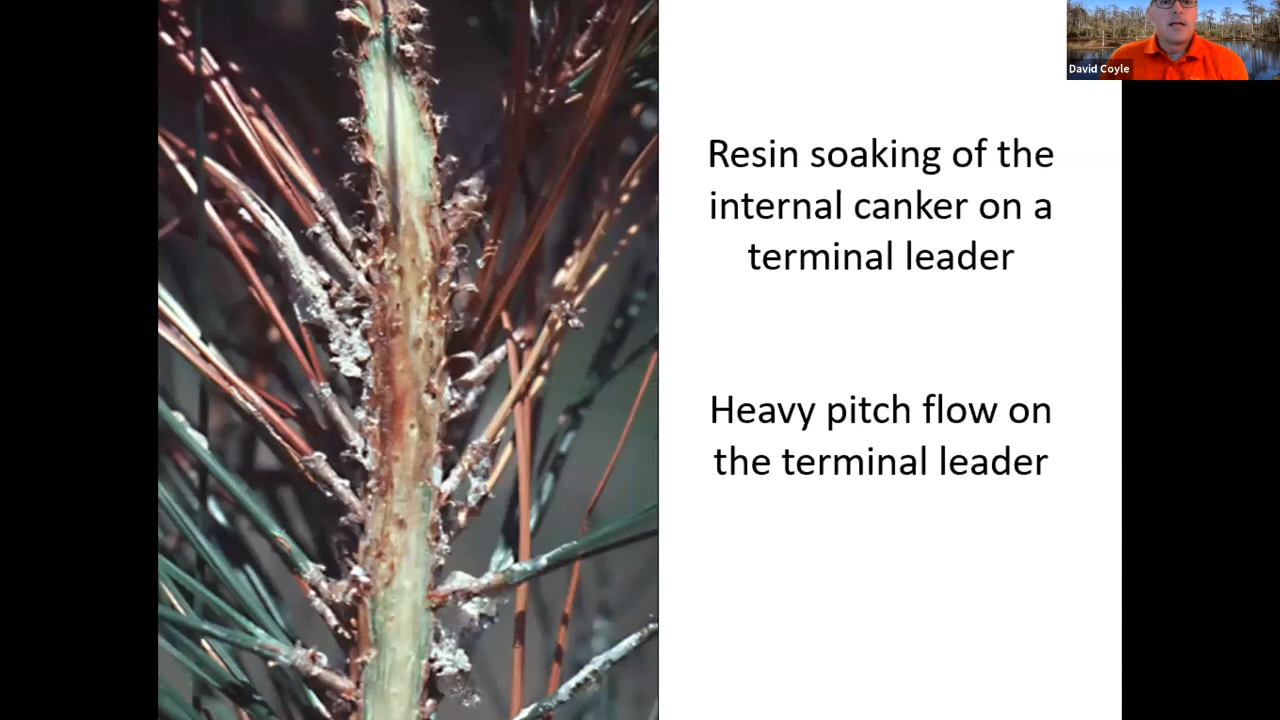 David Coyle
Resin soaking of the
internal canker on a
terminal leader
Heavy pitch flow on
the terminal leader